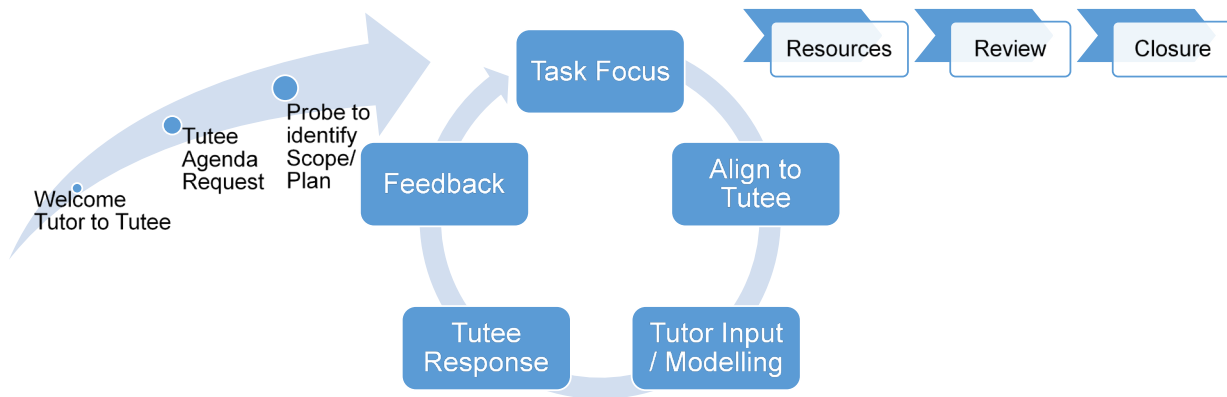 Welcome
Tutor to Tutee
Tutee
Agenda
Request
Probe to
identify
Scope/
Plan
Task Focus
Align to
Tutee
Tutor Input
/ Modelling
Tutee
Response
Feedback
Resources
Review
Closure